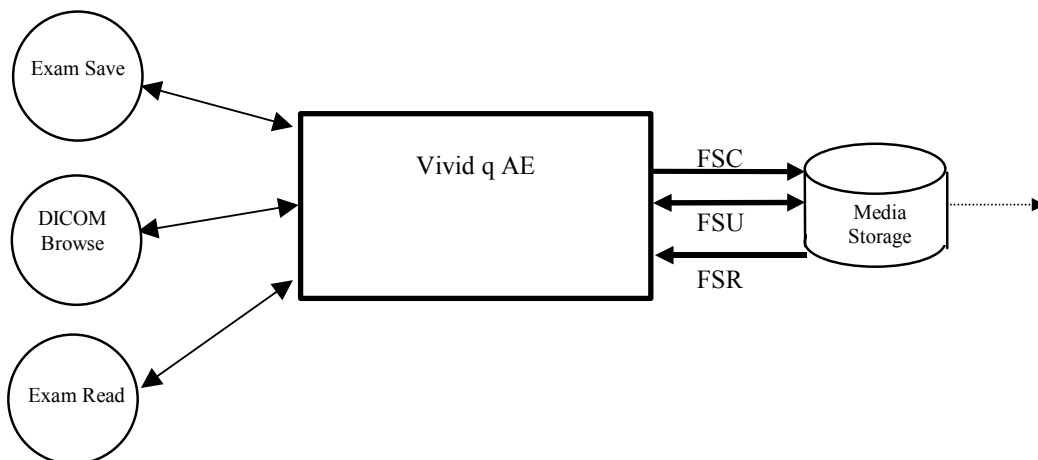 Exam Save
DICOM
Browse
Exam Read
Vivid q AE
FSC
FSU
FSR
Media
Storage